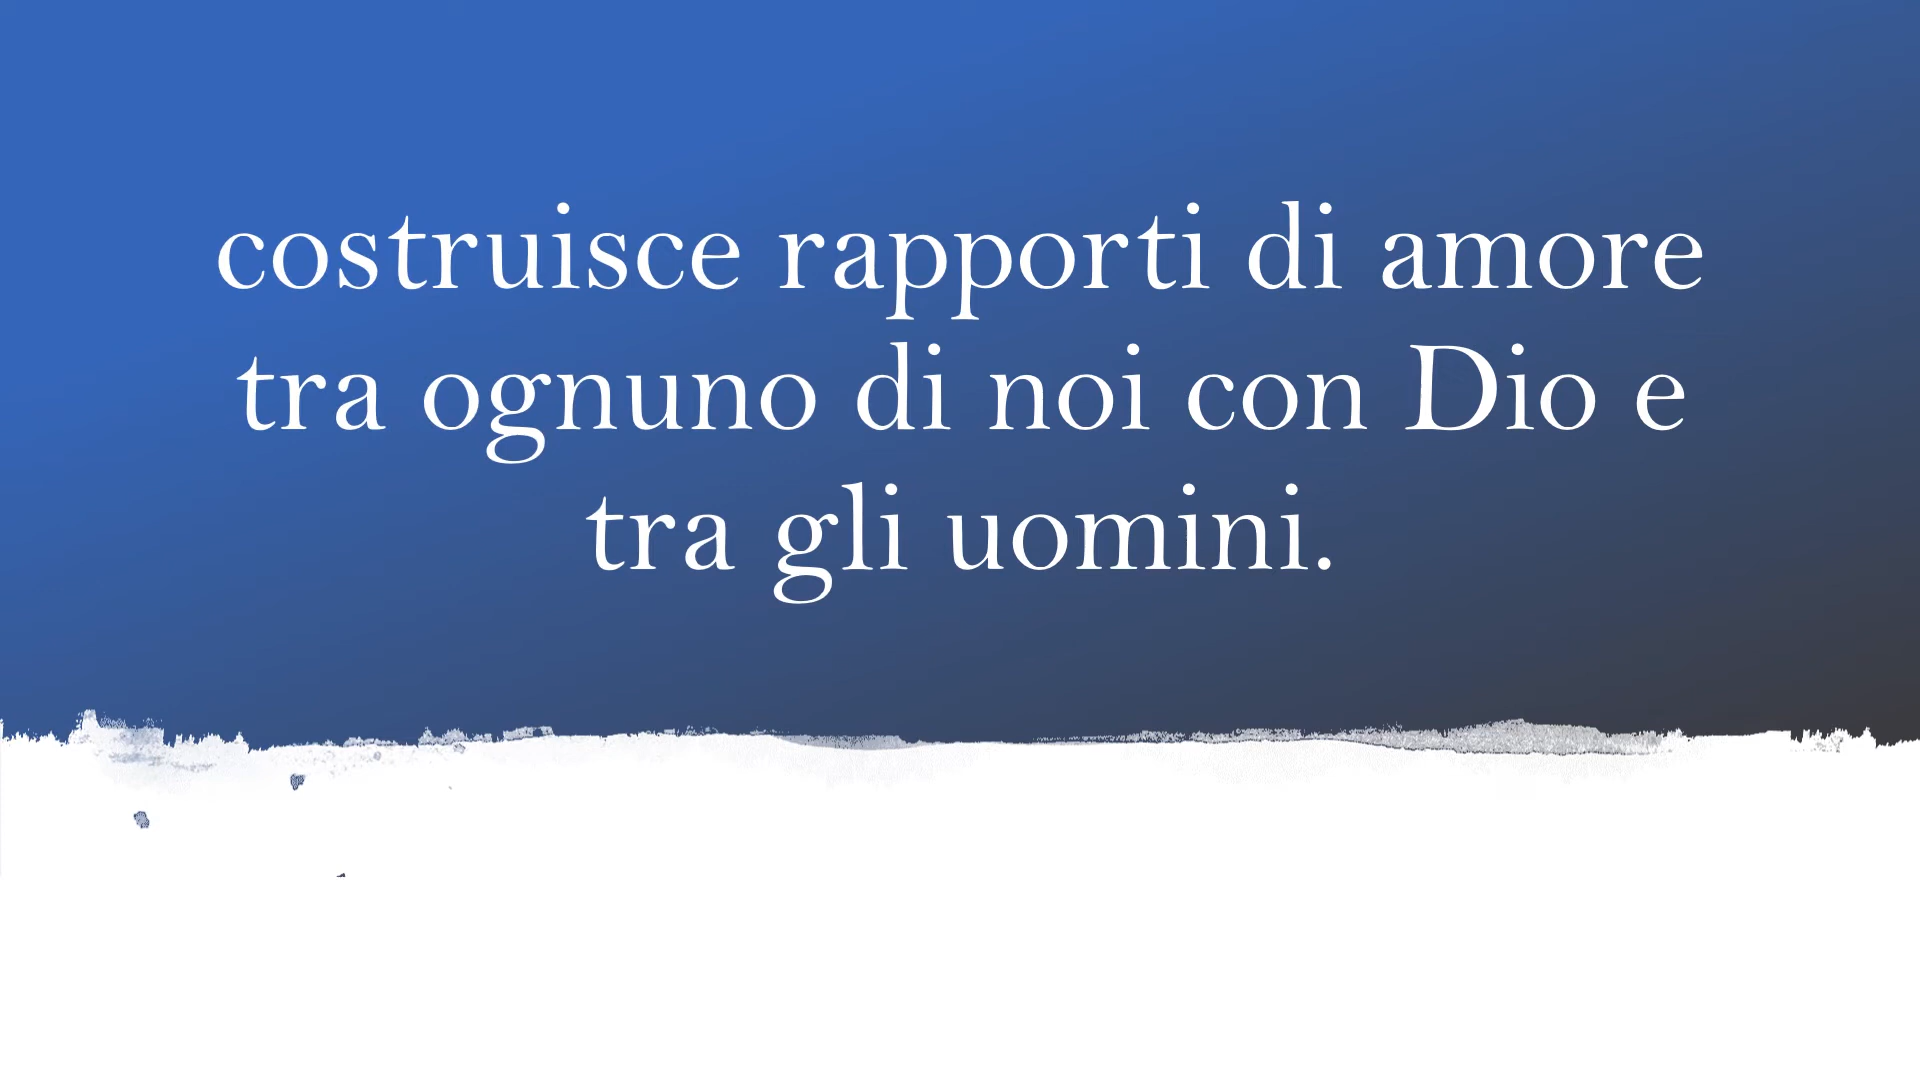 costruisce rapporti di amore
tra ognuno di noi con Dio e
tra gli uomini.